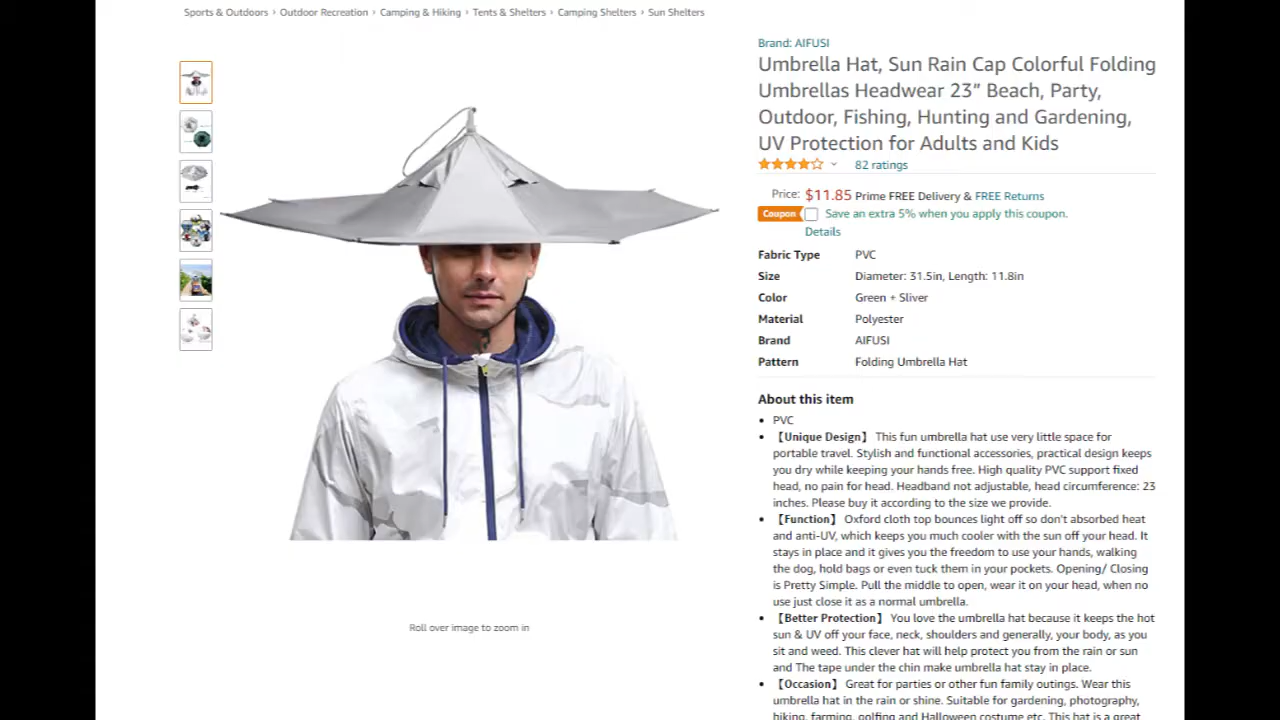 Sports & Outdoors › Outdoor Recreation › Camping & Hiking › Tents & Shelters › Camping Shelters › Sun Shelters
Brand: AIFUSI
Umbrella Hat, Sun Rain Cap Colorful Folding
Umbrellas Headwear 23” Beach, Party,
Outdoor, Fishing, Hunting and Gardening,
UV Protection for Adults and Kids
82 ratings
Price: $11.85 Prime FREE Delivery & FREE Returns
Coupon Save an extra 5% when you apply this coupon.
Details
Fabric Type PVC
Size Diameter: 31.5in, Length: 11.8in
Color Green + Sliver
Material Polyester
Brand AIFUSI
Pattern Folding Umbrella Hat
About this item
• PVC
• 【Unique Design】 This fun umbrella hat use very little space for
portable travel. Stylish and functional accessories, practical design keeps
you dry while keeping your hands free. High quality PVC support fixed
head, no pain for head. Headband not adjustable, head circumference: 23
inches. Please buy it according to the size we provide.
• 【Function】 Oxford cloth top bounces light off so don't absorbed heat
and anti-UV, which keeps you much cooler with the sun off your head. It
stays in place and it gives you the freedom to use your hands, walking
the dog, hold bags or even tuck them in your pockets. Opening/ Closing
is Pretty Simple. Pull the middle to open, wear it on your head, when no
use just close it as a normal umbrella.
• 【Better Protection】 You love the umbrella hat because it keeps the hot
sun & UV off your face, neck, shoulders and generally, your body, as you
sit and weed. This clever hat will help protect you from the rain or sun
and The tape under the chin make umbrella hat stay in place.
• 【Occasion】 Great for parties or other fun family outings. Wear this
umbrella hat in the rain or shine. Suitable for gardening, photography,
hiking, farming, golfing and Halloween costume etc. This hat is a great
Roll over image to zoom in